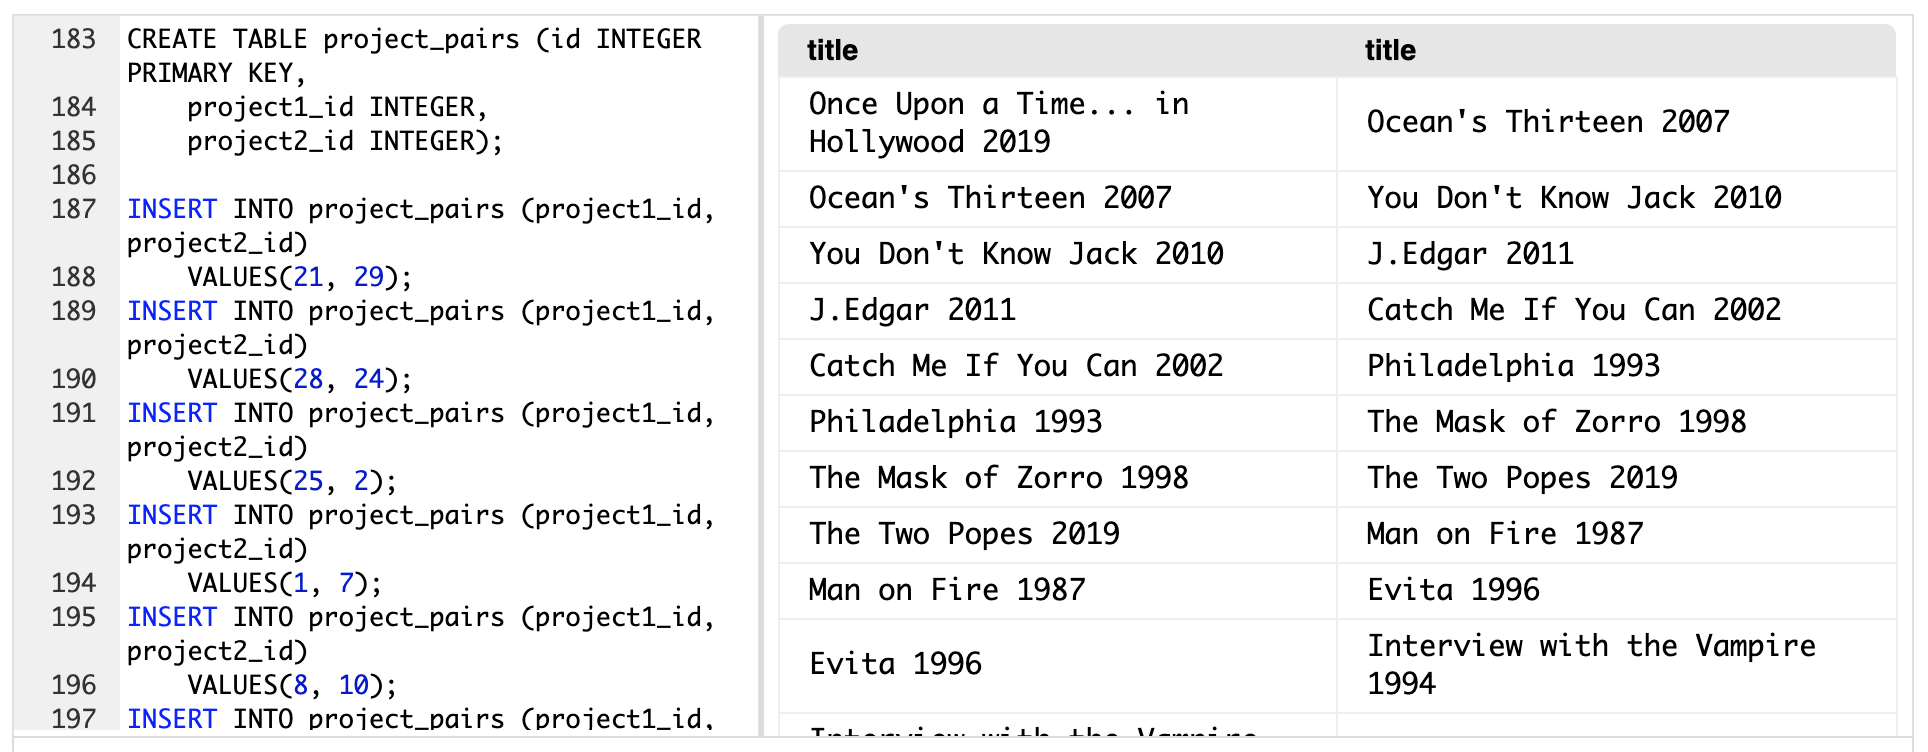 183 CREATE TABLE project_pairs (id INTEGER
PRIMARY KEY,
184 project1_id INTEGER,
185 project2_id INTEGER);
186
187 INSERT INTO project_pairs (project1_id,
project2_id)
188 VALUES(21, 29);
189 INSERT INTO project_pairs (project1_id,
project2_id)
190 VALUES(28, 24);
191 INSERT INTO project_pairs (project1_id,
project2_id)
192 VALUES(25, 2);
193 INSERT INTO project_pairs (project1_id,
project2_id)
194 VALUES(1, 7);
195 INSERT INTO project_pairs (project1_id,
project2_id)
196 VALUES(8, 10);
197 INSERT INTO project_pairs (project1_id,
title title
Once Upon a Time... in
Hollywood 2019
Ocean's Thirteen 2007
Ocean's Thirteen 2007 You Don't Know Jack 2010
You Don't Know Jack 2010 J.Edgar 2011
J.Edgar 2011 Catch Me If You Can 2002
Catch Me If You Can 2002 Philadelphia 1993
Philadelphia 1993 The Mask of Zorro 1998
The Mask of Zorro 1998 The Two Popes 2019
The Two Popes 2019 Man on Fire 1987
Man on Fire 1987 Evita 1996
Evita 1996
Interview with the Vampire
1994
Interview with the Vampire